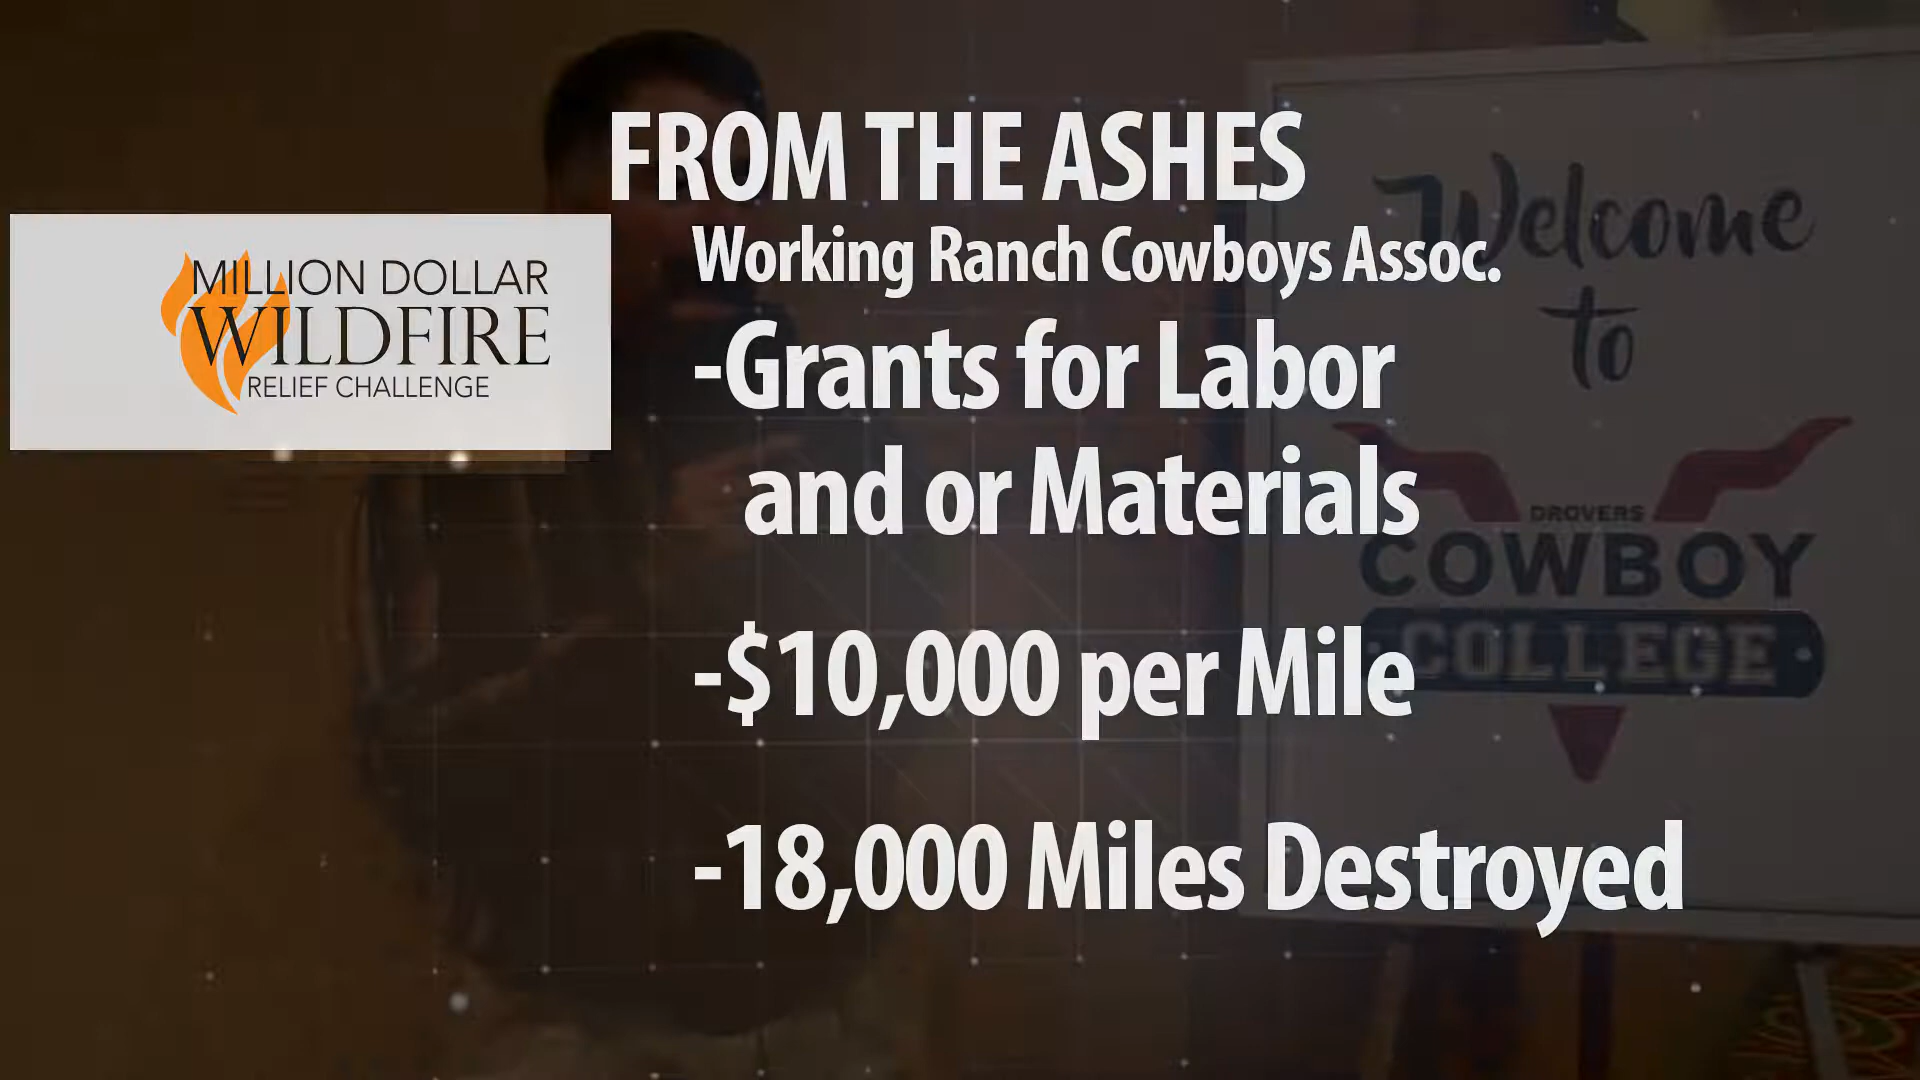 FROM THE ASHES
Working Ranch Cowboys Assoc.
-Grants for Labor
and or Materials
-$10,000 per Mile
-18,000 Miles Destroyed
MILLION DOLLAR
WILDFIRE
RELIEF CHALLENGE
Welcome
to
DROVERS
COWBOY
COLLEGE